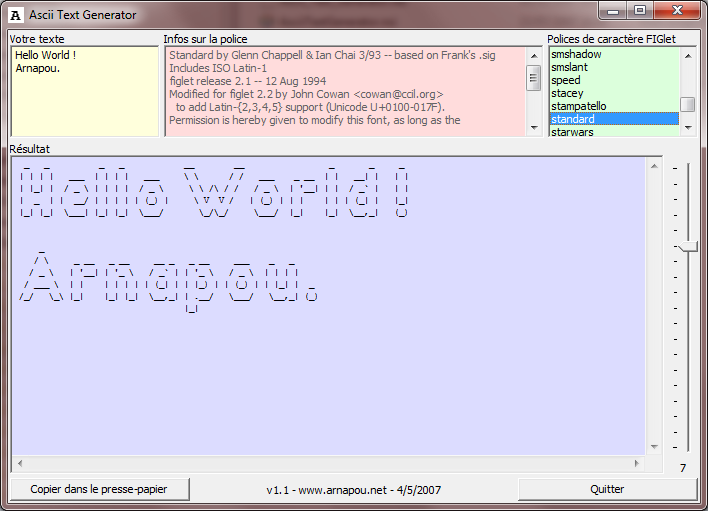 A Ascii Text Generator
Votre texte
Hello World !
Arnapou.
Infos sur la police
Standard by Glenn Chappell & Ian Chai 3/93 -- based on Frank's .sig
Includes ISO Latin-1
figlet release 2.1 -- 12 Aug 1994
Modified for figlet 2.2 by John Cowan <cowan@ccil.org>
to add Latin-{2,3,4,5} support (Unicode U+0100-017F).
Permission is hereby given to modify this font, as long as the
Polices de caractère FIGlet
smshadow
smslant
speed
stacey
stampatello
standard
starwars
Résultat
Hello World !
Arnapou.
7
Copier dans le presse-papier
v1.1 - www.arnapou.net - 4/5/2007
Quitter